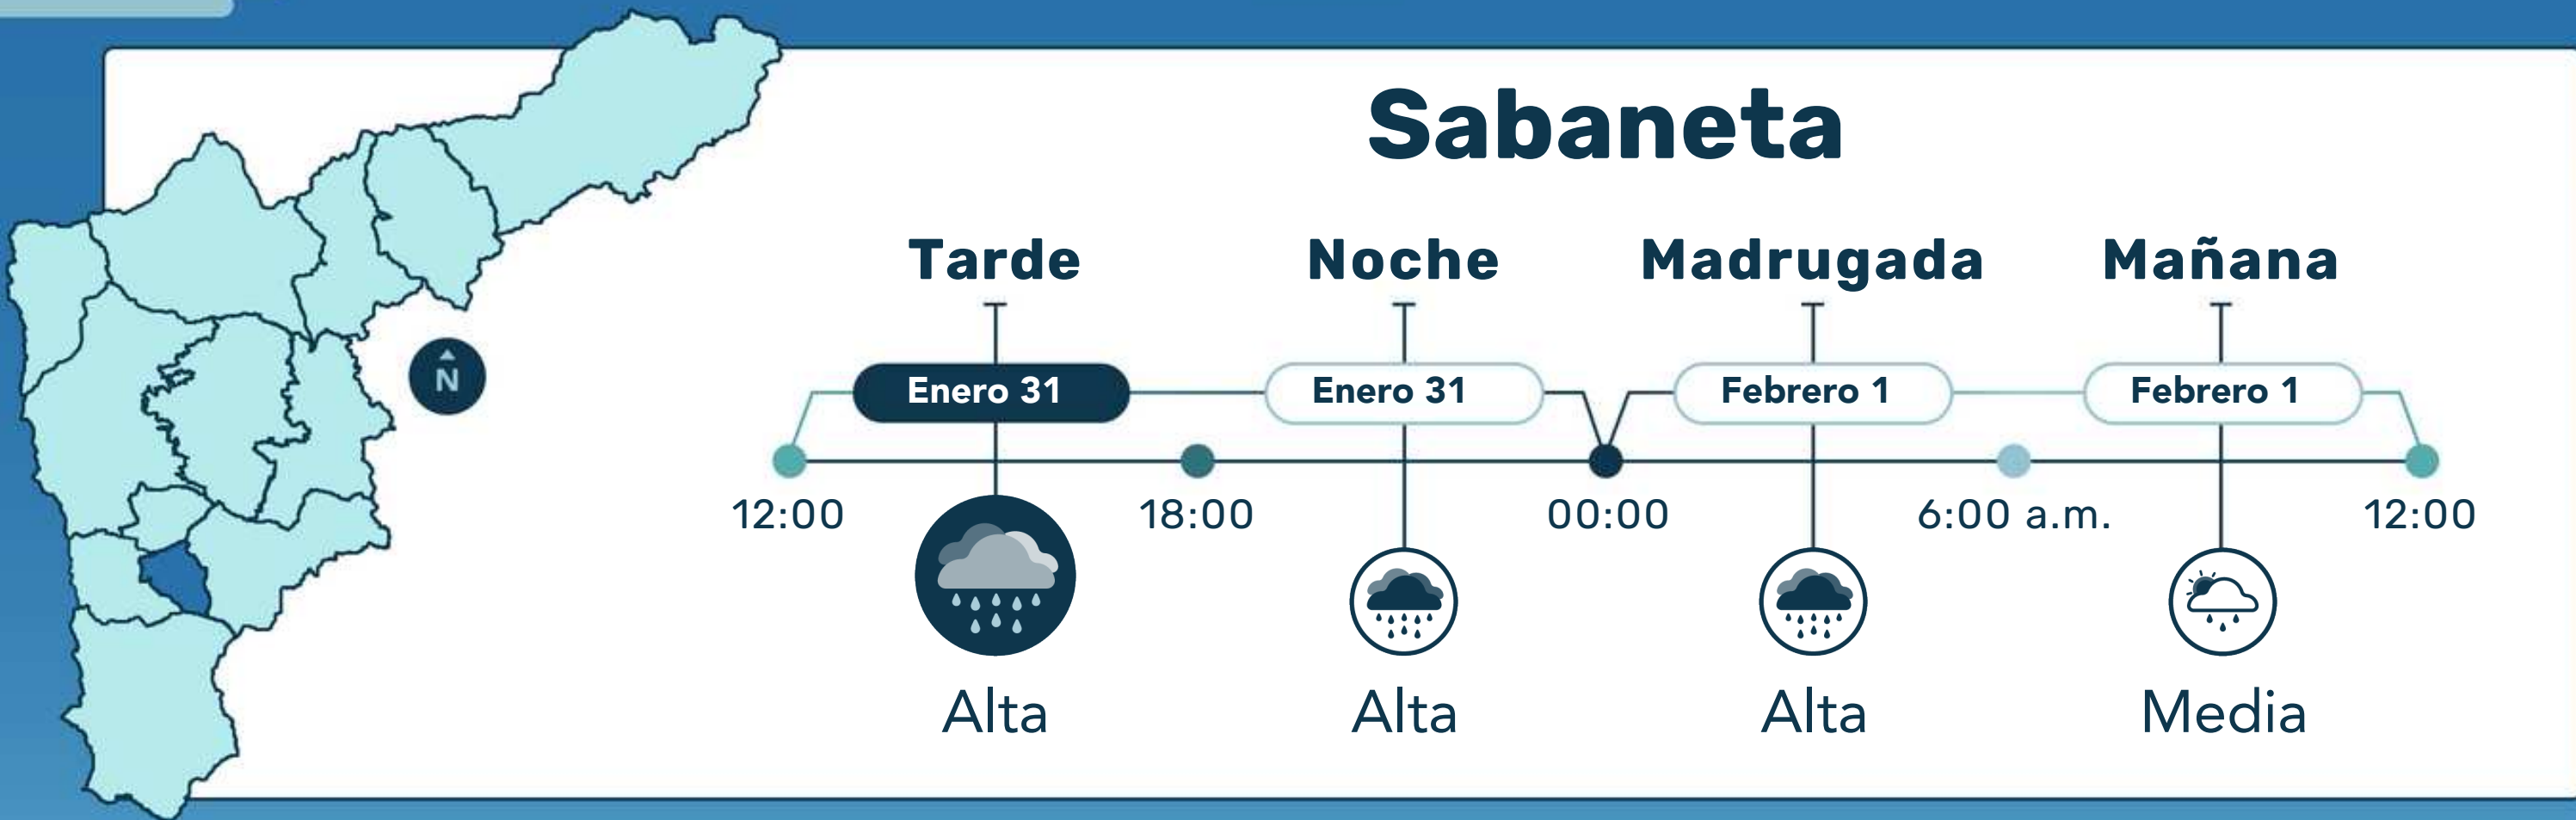 Sabaneta
Tarde
Noche
Madrugada
Mañana
Enero 31
Enero 31
Febrero 1
Febrero 1
N
12:00
18:00
00:00
6:00 a.m.
12:00
Alta
Alta
Alta
Media